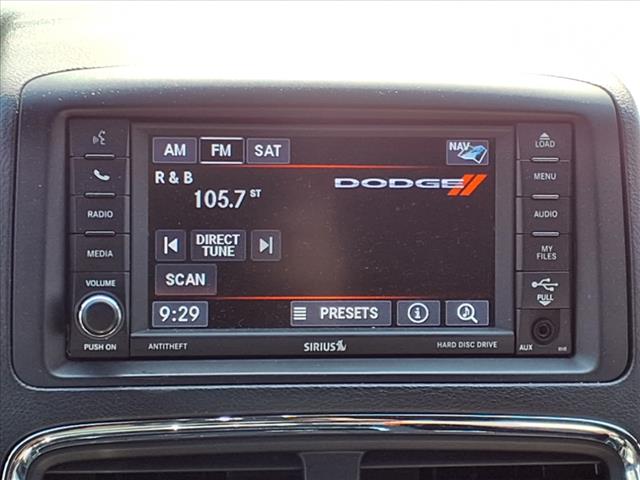 AM FM SAT NAV
R & B
105.7 ST
DODGE
DIRECT
TUNE
SCAN
9:29 PRESETS
RADIO
MEDIA
VOLUME
PUSH ON
LOAD
MENU
AUDIO
MY
FILES
PULL
AUX
ANTITHEFT SIRIUS HARD DISC DRIVE